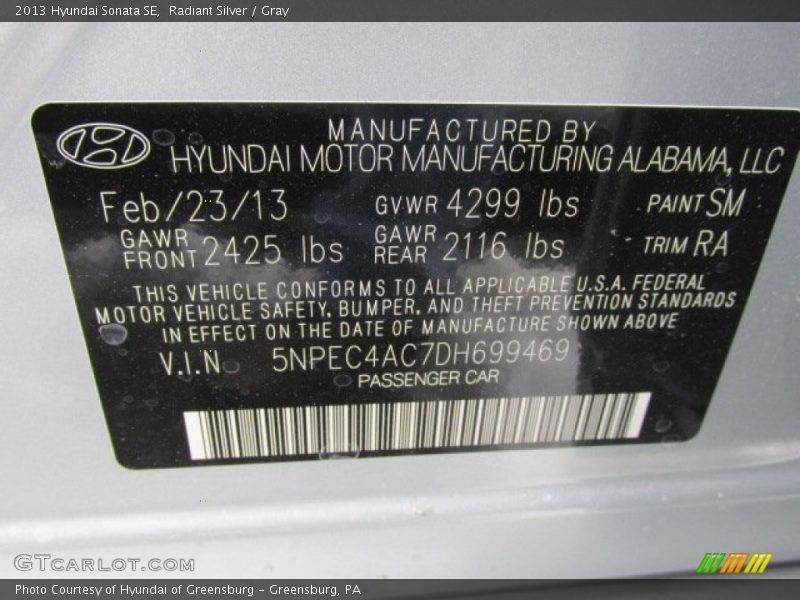 2013 Hyundai Sonata SE, Radiant Silver / Gray
MANUFACTURED BY
HYUNDAI MOTOR MANUFACTURING ALABAMA, LLC
Feb/23/13 GVWR 4299 lbs PAINT SM
GAWR FRONT 2425 lbs GAWR REAR 2116 lbs TRIM RA
THIS VEHICLE CONFORMS TO ALL APPLICABLE U.S.A. FEDERAL
MOTOR VEHICLE SAFETY, BUMPER, AND THEFT PREVENTION STANDARDS
IN EFFECT ON THE DATE OF MANUFACTURE SHOWN ABOVE
V.I.N. 5NPEC4AC7DH699469
PASSENGER CAR
GTCARLOT.COM
Photo Courtesy of Hyundai of Greensburg - Greensburg, PA